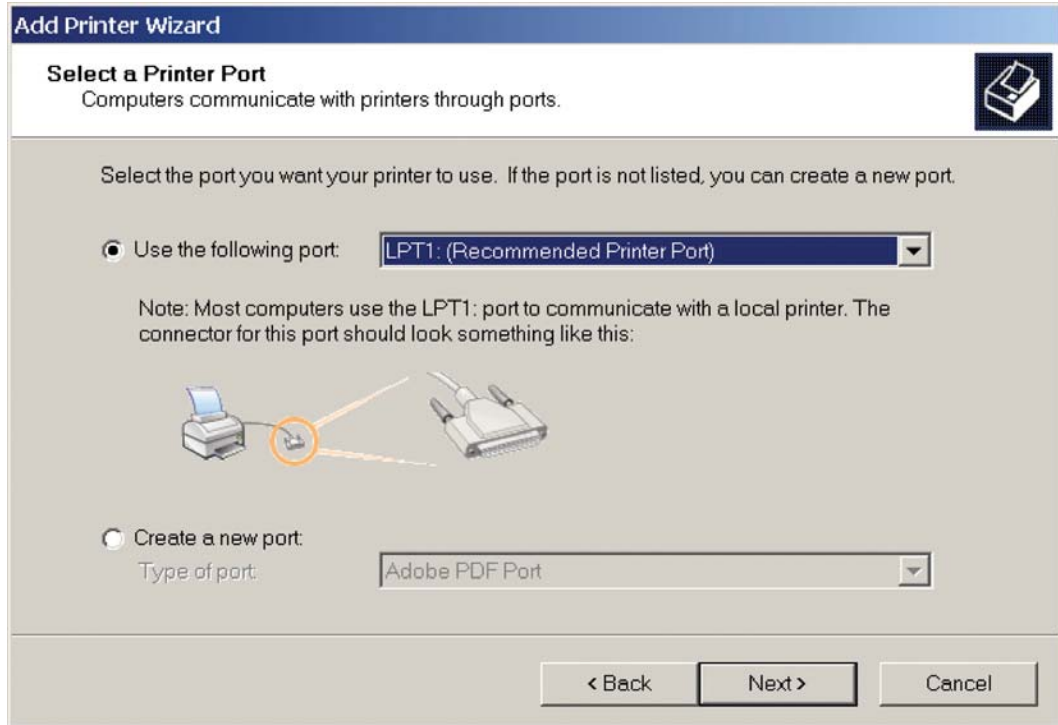 Add Printer Wizard
Select a Printer Port
Computers communicate with printers through ports.
Select the port you want your printer to use. If the port is not listed, you can create a new port.
Use the following port: LPT1: (Recommended Printer Port)
Note: Most computers use the LPT1: port to communicate with a local printer. The
connector for this port should look something like this:
Create a new port:
Type of port: Adobe PDF Port
< Back Next > Cancel